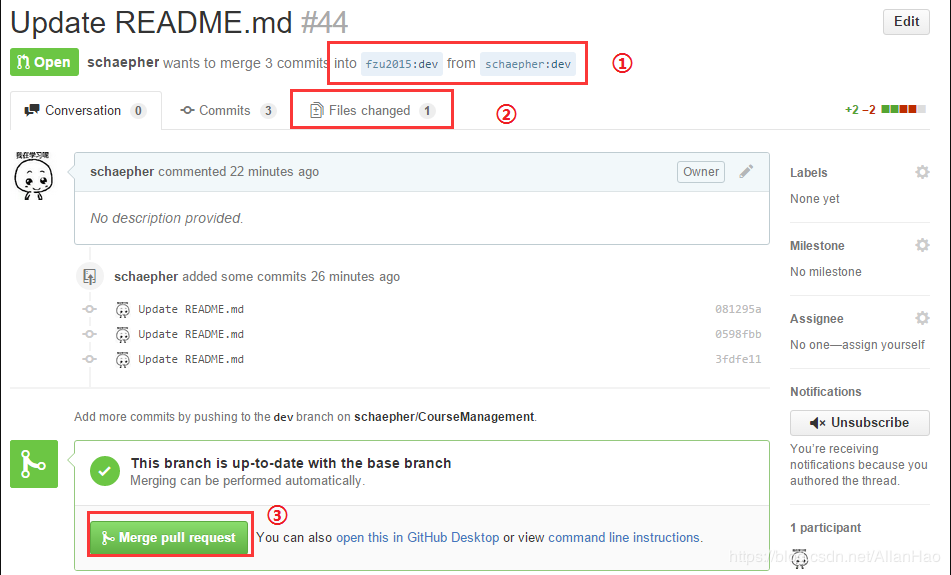 Update README.md #44
Edit
Open schaepher wants to merge 3 commits into fzu2015:dev from schaepher:dev
①
Conversation 0 Commits 3 Files changed 1
②
+2 −2
我在学习呢
schaepher commented 22 minutes ago
Owner
No description provided.
schaepher added some commits 26 minutes ago
Update README.md 081295a
Update README.md 0598fbb
Update README.md 3fdfe11
Add more commits by pushing to the dev branch on schaepher/CourseManagement.
This branch is up-to-date with the base branch
Merging can be performed automatically.
③
Merge pull request You can also open this in GitHub Desktop or view command line instructions.
Labels
None yet
Milestone
No milestone
Assignee
No one—assign yourself
Notifications
Unsubscribe
You're receiving
notifications because you
authored the thread.
1 participant
https://blog.csdn.net/AllanHao